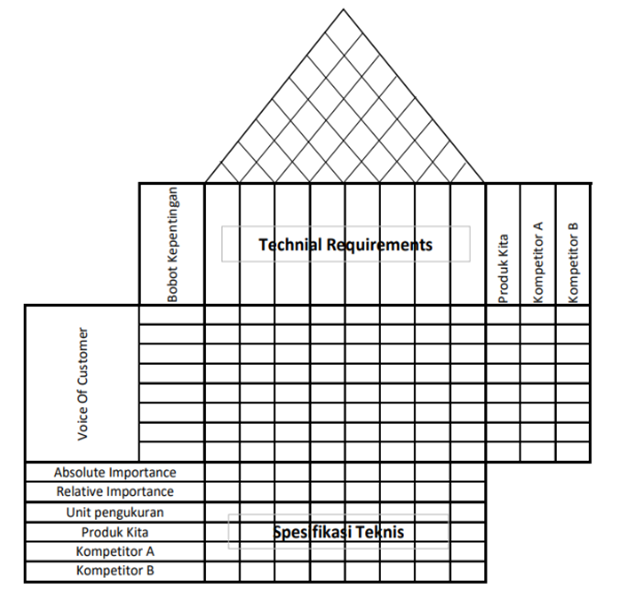 Bobot Kepentingan
Technial Requirements
Produk Kita
Kompetitor A
Kompetitor B
Voice Of Customer
Absolute Importance
Relative Importance
Unit pengukuran
Produk Kita
Kompetitor A
Kompetitor B
Spesifikasi Teknis